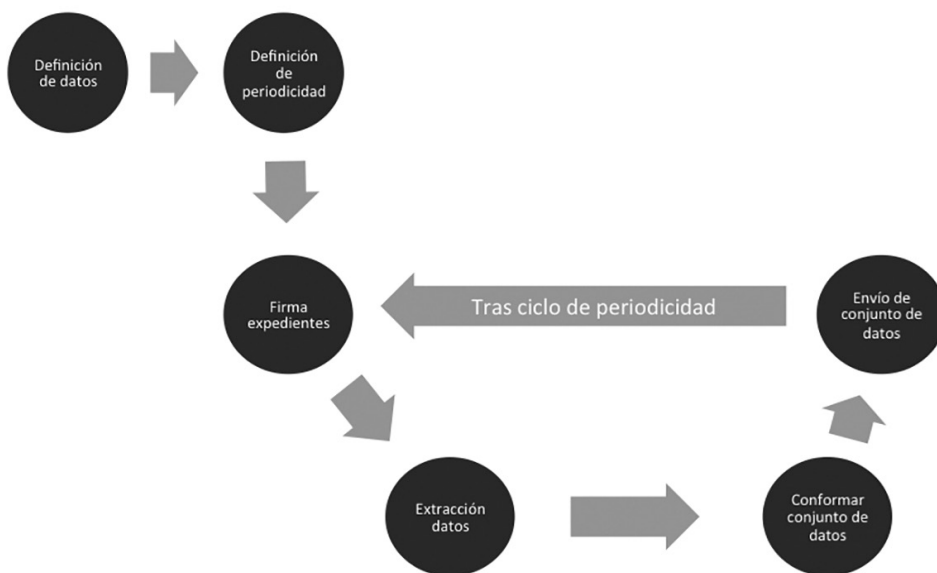 Definición
de datos
Definición
de
periodicidad
Firma
expedientes
Tras ciclo de periodicidad
Envío de
conjunto de
datos
Extracción
datos
Conformar
conjunto de
datos